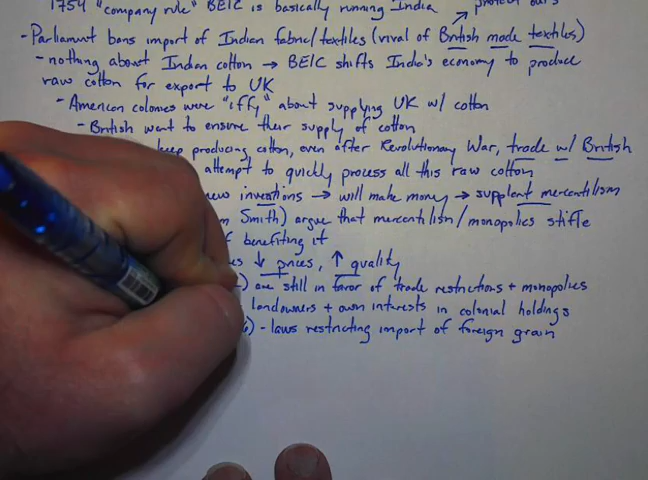 1754 "company rule" BEIC is basically running India
- Parliament bans import of Indian fabric/textiles (rival of British made textiles)
- nothing about Indian cotton → BEIC shifts India's economy to produce
raw cotton for export to UK
- American colonies were "iffy" about supplying UK w/ cotton
- British want to ensure their supply of cotton
keep producing cotton, even after Revolutionary War, trade w/ British
attempt to quickly process all this raw cotton
new inventions → will make money → supplant mercantilism
Smith) argue that mercantilism/monopolies stifle
benefiting it
↓ prices, ↑ quality
) are still in favor of trade restrictions + monopolies
landowners + own interests in colonial holdings
) - laws restricting import of foreign grain